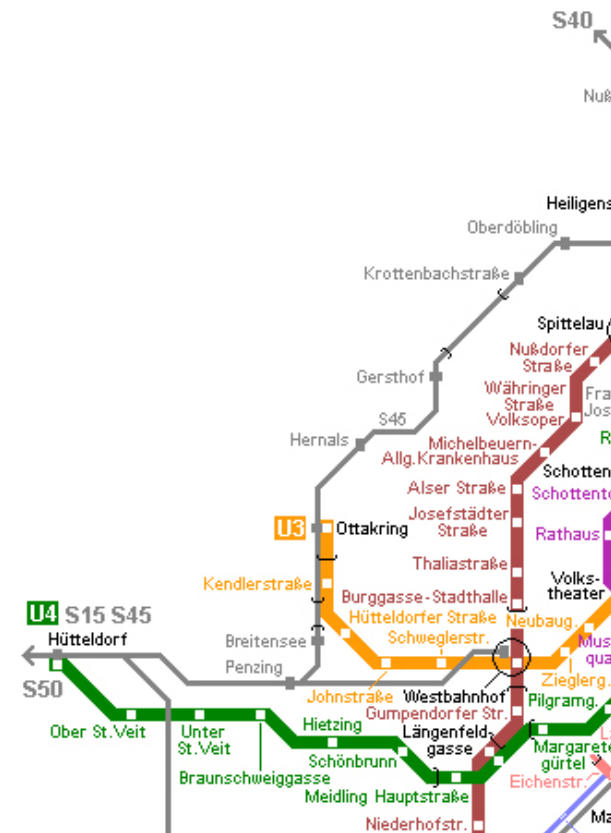 S40
Oberdöbling
Krottenbachstraße
Spittelau
Nußdorfer
Straße
Gersthof
Währinger
Straße
Volksoper
S45
Hernals
Michelbeuern-
Allg.Krankenhaus
Alser Straße
Josefstädter
Straße
U3
Ottakring
Rathaus
Thaliastraße
Kendlerstraße
Volks-
theater
Burggasse-Stadthalle
U4 S15 S45
Hütteldorfer Straße
Neubaug.
Hütteldorf
Schweglerstr.
Breitensee
Penzing
Zieglerg.
S50
Johnstraße
Westbahnhof
Pilgramg.
Gumpendorfer Str.
Ober St.Veit
Unter
St.Veit
Hietzing
Längenfeld-
gasse
Schönbrunn
gürtel
Braunschweiggasse
Eichenstr.
Meidling Hauptstraße
Niederhofstr.